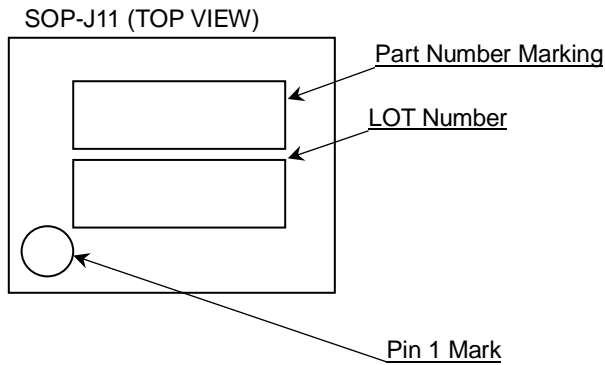 SOP-J11 (TOP VIEW)
Part Number Marking
LOT Number
Pin 1 Mark